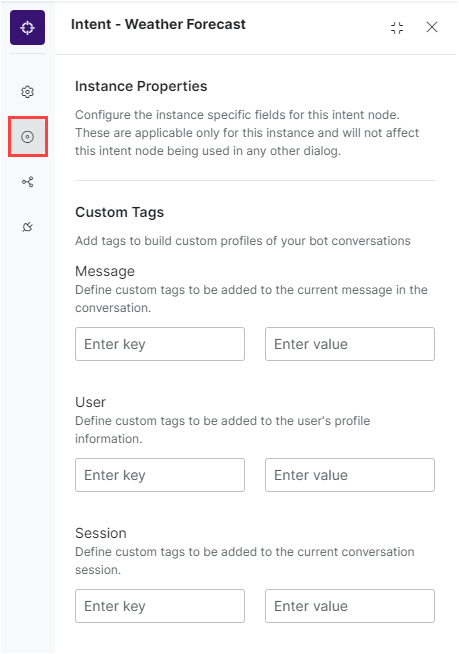 Intent - Weather Forecast
Instance Properties
Configure the instance specific fields for this intent node.
These are applicable only for this instance and will not affect
this intent node being used in any other dialog.
Custom Tags
Add tags to build custom profiles of your bot conversations
Message
Define custom tags to be added to the current message in the
conversation.
Enter key Enter value
User
Define custom tags to be added to the user's profile
information.
Enter key Enter value
Session
Define custom tags to be added to the current conversation
session.
Enter key Enter value